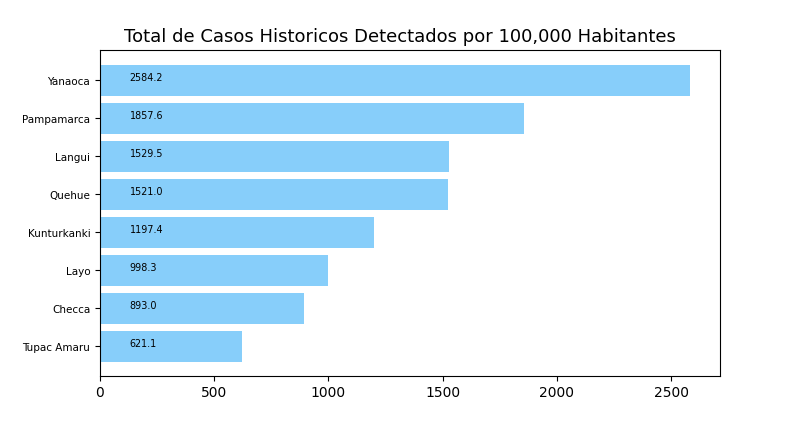 Total de Casos Historicos Detectados por 100,000 Habitantes
Yanaoca 2584.2
Pampamarca 1857.6
Langui 1529.5
Quehue 1521.0
Kunturkanki 1197.4
Layo 998.3
Checca 893.0
Tupac Amaru 621.1
0 500 1000 1500 2000 2500